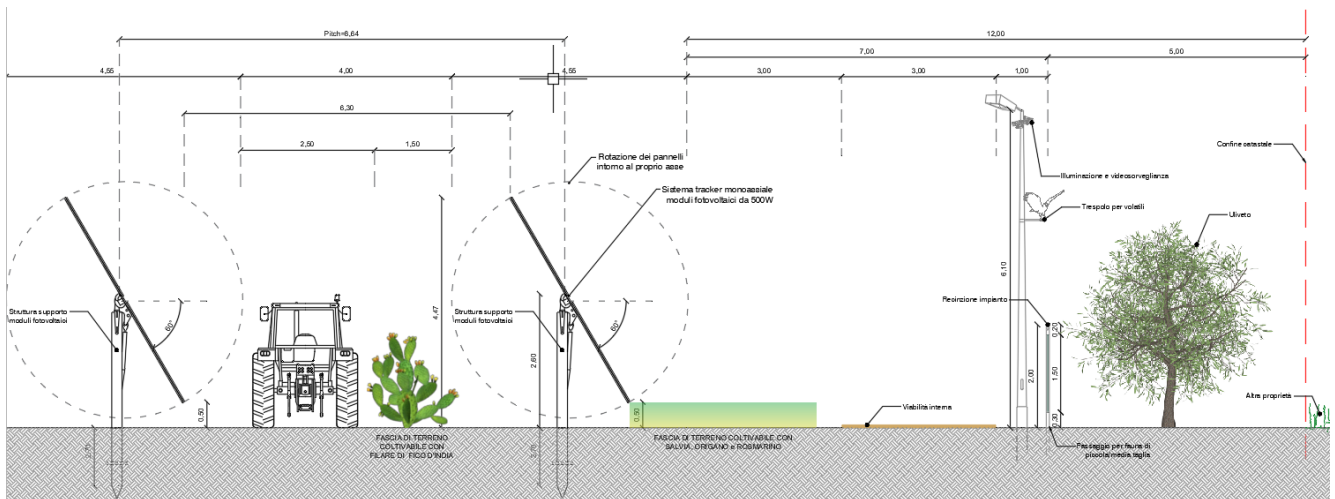 12,00
Pitch=6,64
7,00
5,00
4,55
4,00
4,55
3,00
3,00
1,00
6,30
2,50
1,50
Rotazione dei pannelli
intorno al proprio asse
Sistema tracker monoassiale
moduli fotovoltaici da 500W
Confine catastale
Illuminazione e videosorveglianza
Trespolo per volatili
Uliveto
Struttura supporto
moduli fotovoltaici
60°
4,47
Struttura supporto
moduli fotovoltaici
60°
6,10
Recinzione impianto
0,20
2,60
2,00
1,50
0,50
0,50
Viabilità interna
0,30
Altra proprietà
FASCIA DI TERRENO
COLTIVABILE CON
FILARE DI FICO D'INDIA
FASCIA DI TERRENO COLTIVABILE CON
SALVIA, ORIGANO e ROSMARINO
Passaggio per fauna di
piccola/media taglia
2,70
2,70